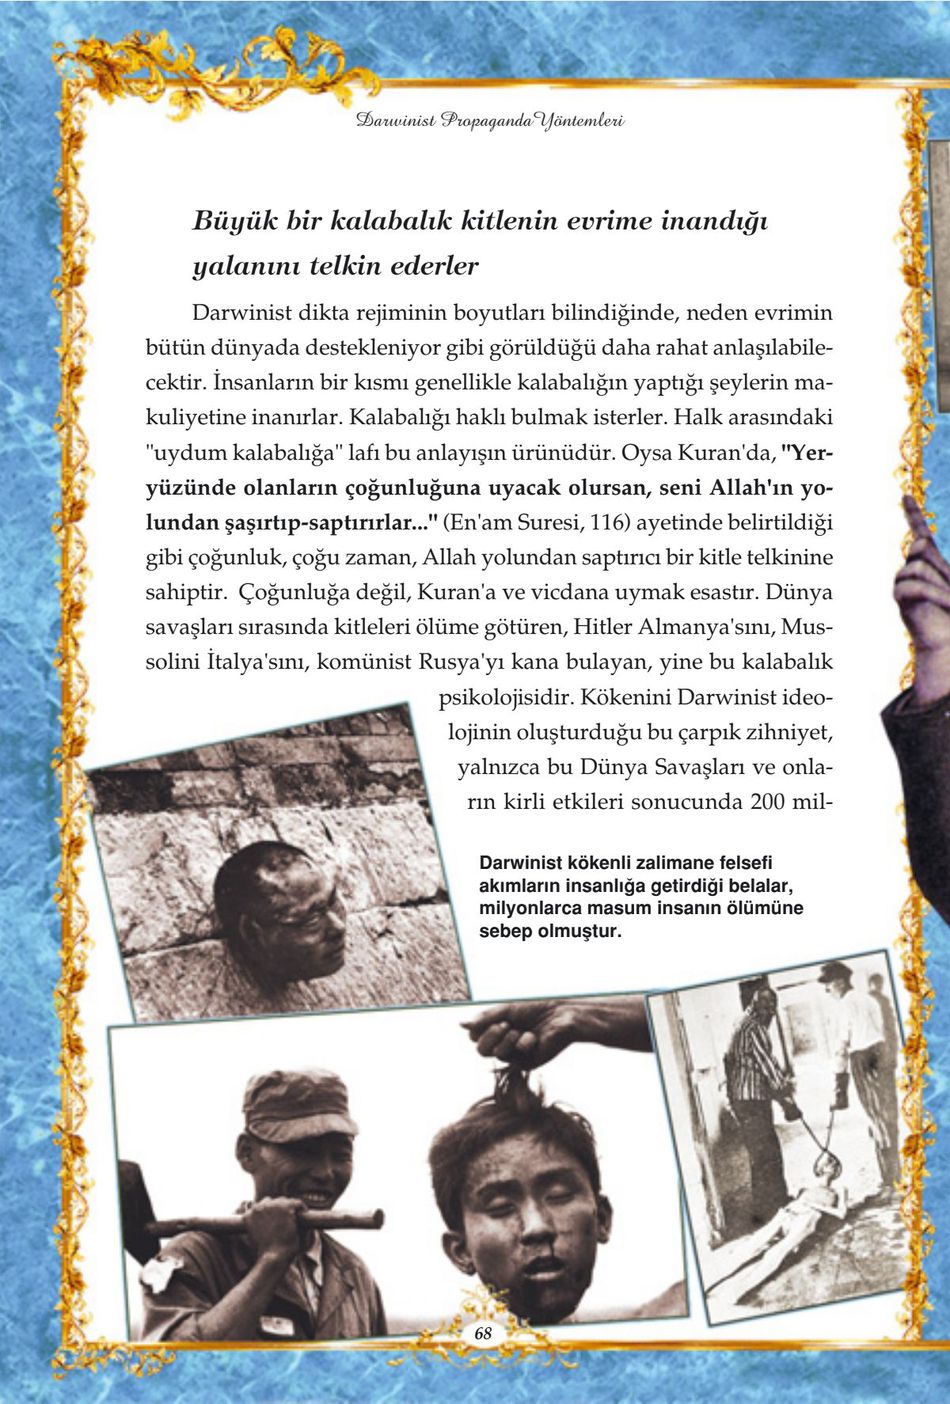 Darwinist Propaganda Yöntemleri
Büyük bir kalabalık kitlenin evrime inandığı
yalanını telkin ederler
Darwinist dikta rejiminin boyutları bilindiğinde, neden evrimin
bütün dünyada destekleniyor gibi görüldüğü daha rahat anlaşılabile-
cektir. İnsanların bir kısmı genellikle kalabalığın yaptığı şeylerin ma-
kuliyetine inanırlar. Kalabalığı haklı bulmak isterler. Halk arasındaki
"uydum kalabalığa" lafı bu anlayışın ürünüdür. Oysa Kuran'da, "Yer-
yüzünde olanların çoğunluğuna uyacak olursan, seni Allah'ın yo-
lundan şaşırtıp-saptırırlar..." (En'am Suresi, 116) ayetinde belirtildiği
gibi çoğunluk, çoğu zaman, Allah yolundan saptırıcı bir kitle telkinine
sahiptir.  Çoğunluğa değil, Kuran'a ve vicdana uymak esastır. Dünya
savaşları sırasında kitleleri ölüme götüren, Hitler Almanya'sını, Mus-
solini İtalya'sını, komünist Rusya'yı kana bulayan, yine bu kalabalık
psikolojisidir. Kökenini Darwinist ideo-
lojinin oluşturduğu bu çarpık zihniyet,
yalnızca bu Dünya Savaşları ve onla-
rın kirli etkileri sonucunda 200 mil-
Darwinist kökenli zalimane felsefi
akımların insanlığa getirdiği belalar,
milyonlarca masum insanın ölümüne
sebep olmuştur.
68